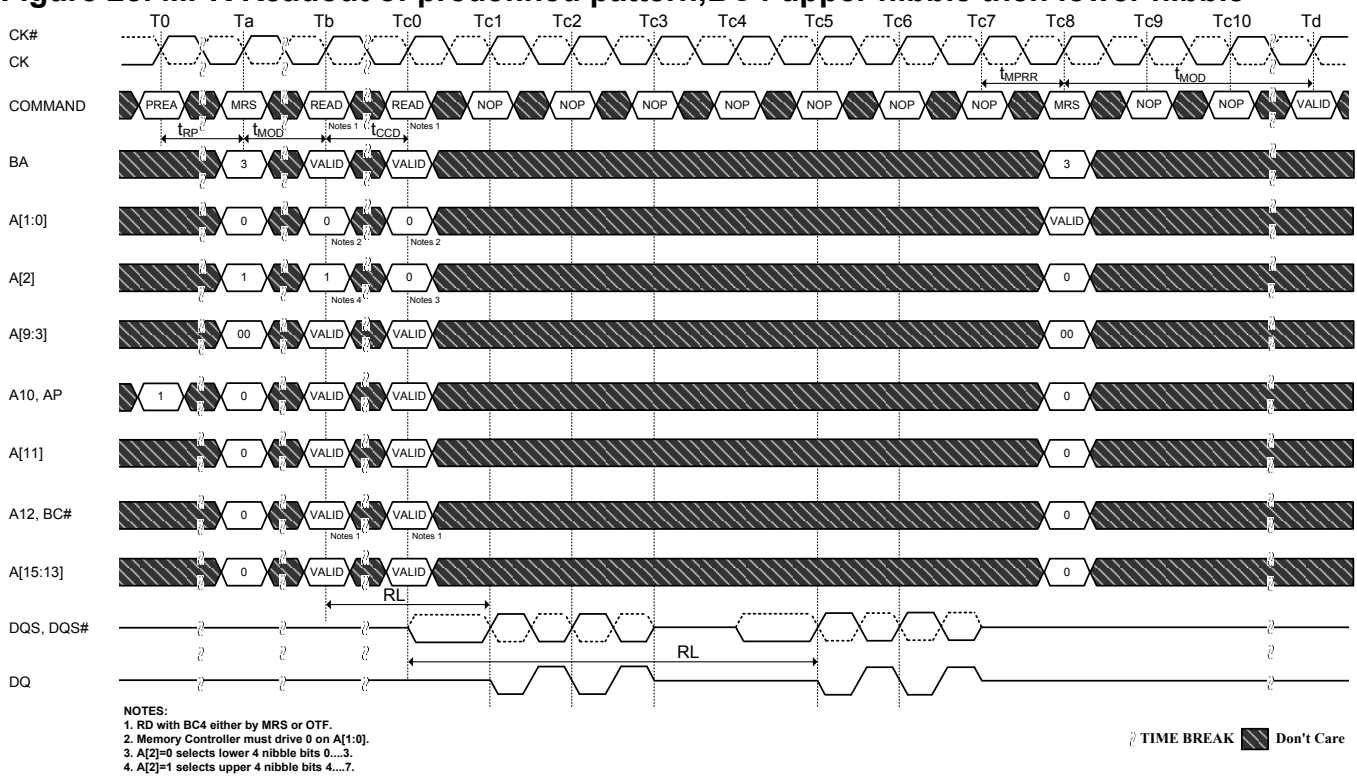 Figure MPR Readout of predefined pattern,BC4 upper nibble then lower nibble
T0 Ta Tb Tc0 Tc1 Tc2 Tc3 Tc4 Tc5 Tc6 Tc7 Tc8 Tc9 Tc10 Td
CK#
CK
tMPRR tMOD
COMMAND PREA MRS READ READ NOP NOP NOP NOP NOP NOP NOP MRS NOP NOP VALID
tRP tMOD Notes 1 tCCD Notes 1
BA 3 VALID VALID 3
A[1:0] 0 0 0 VALID
Notes 2 Notes 2
A[2] 1 1 0 0
Notes 4 Notes 3
A[9:3] 00 VALID VALID 00
A10, AP 1 0 VALID VALID 0
A[11] 0 VALID VALID 0
A12, BC# 0 VALID VALID 0
Notes 1 Notes 1
A[15:13] 0 VALID VALID 0
RL
DQS, DQS#
RL
DQ
NOTES:
1. RD with BC4 either by MRS or OTF.
2. Memory Controller must drive 0 on A[1:0].
3. A[2]=0 selects lower 4 nibble bits 0....3.
4. A[2]=1 selects upper 4 nibble bits 4....7.
TIME BREAK Don't Care